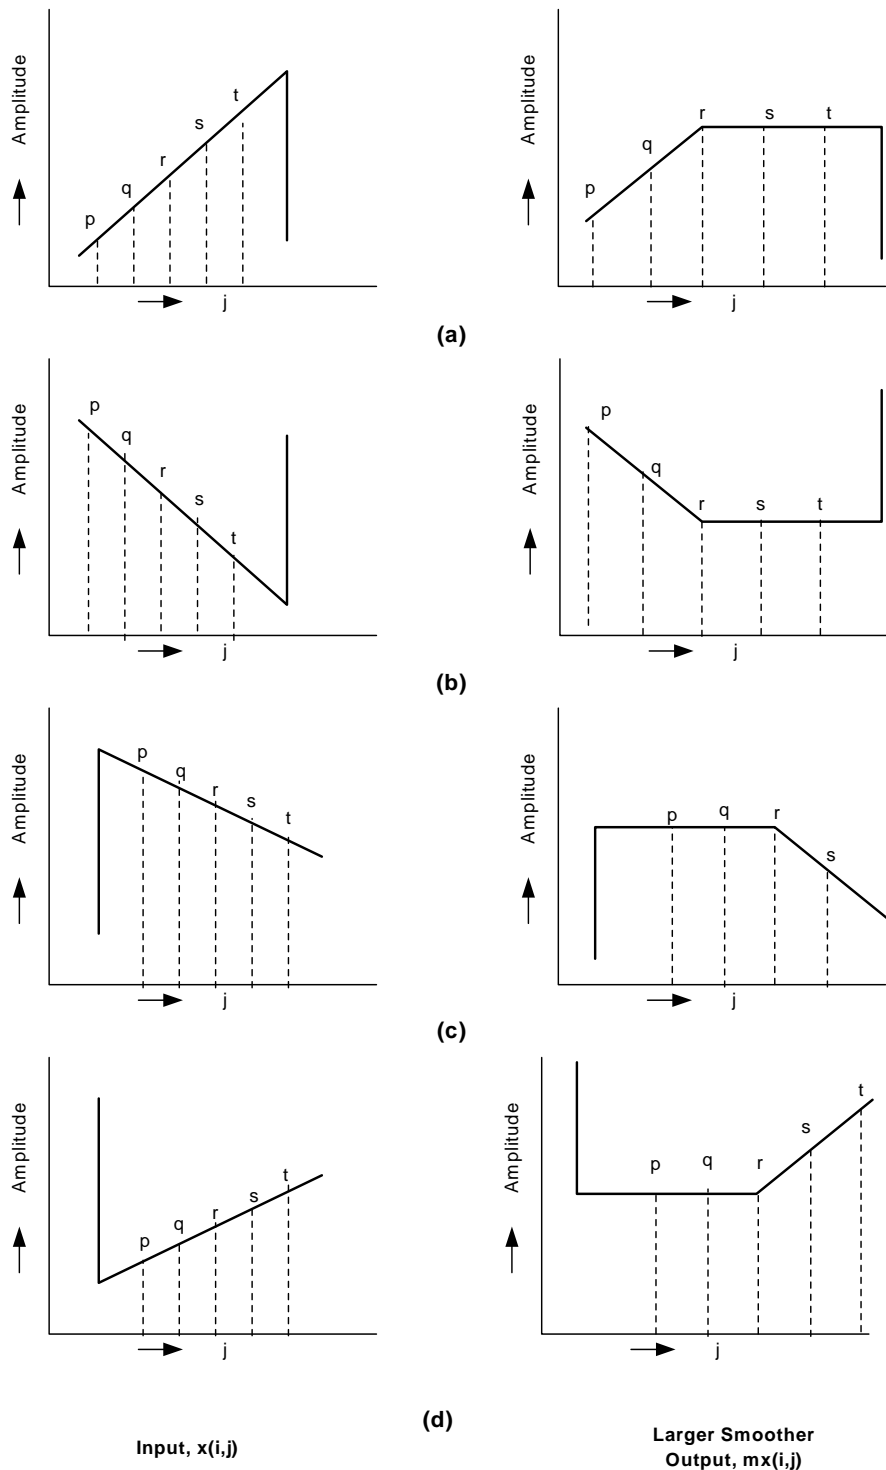 Amplitude
p
q
r
s
t
j
Amplitude
p
q
r
s
t
j
(a)
Amplitude
p
q
r
s
t
j
Amplitude
p
q
r
s
t
j
(b)
Amplitude
p
q
r
s
t
j
Amplitude
p
q
r
s
j
(c)
Amplitude
p
q
r
s
t
j
Amplitude
p
q
r
s
t
j
(d)
Input, x(i,j)
Larger Smoother
Output, mx(i,j)